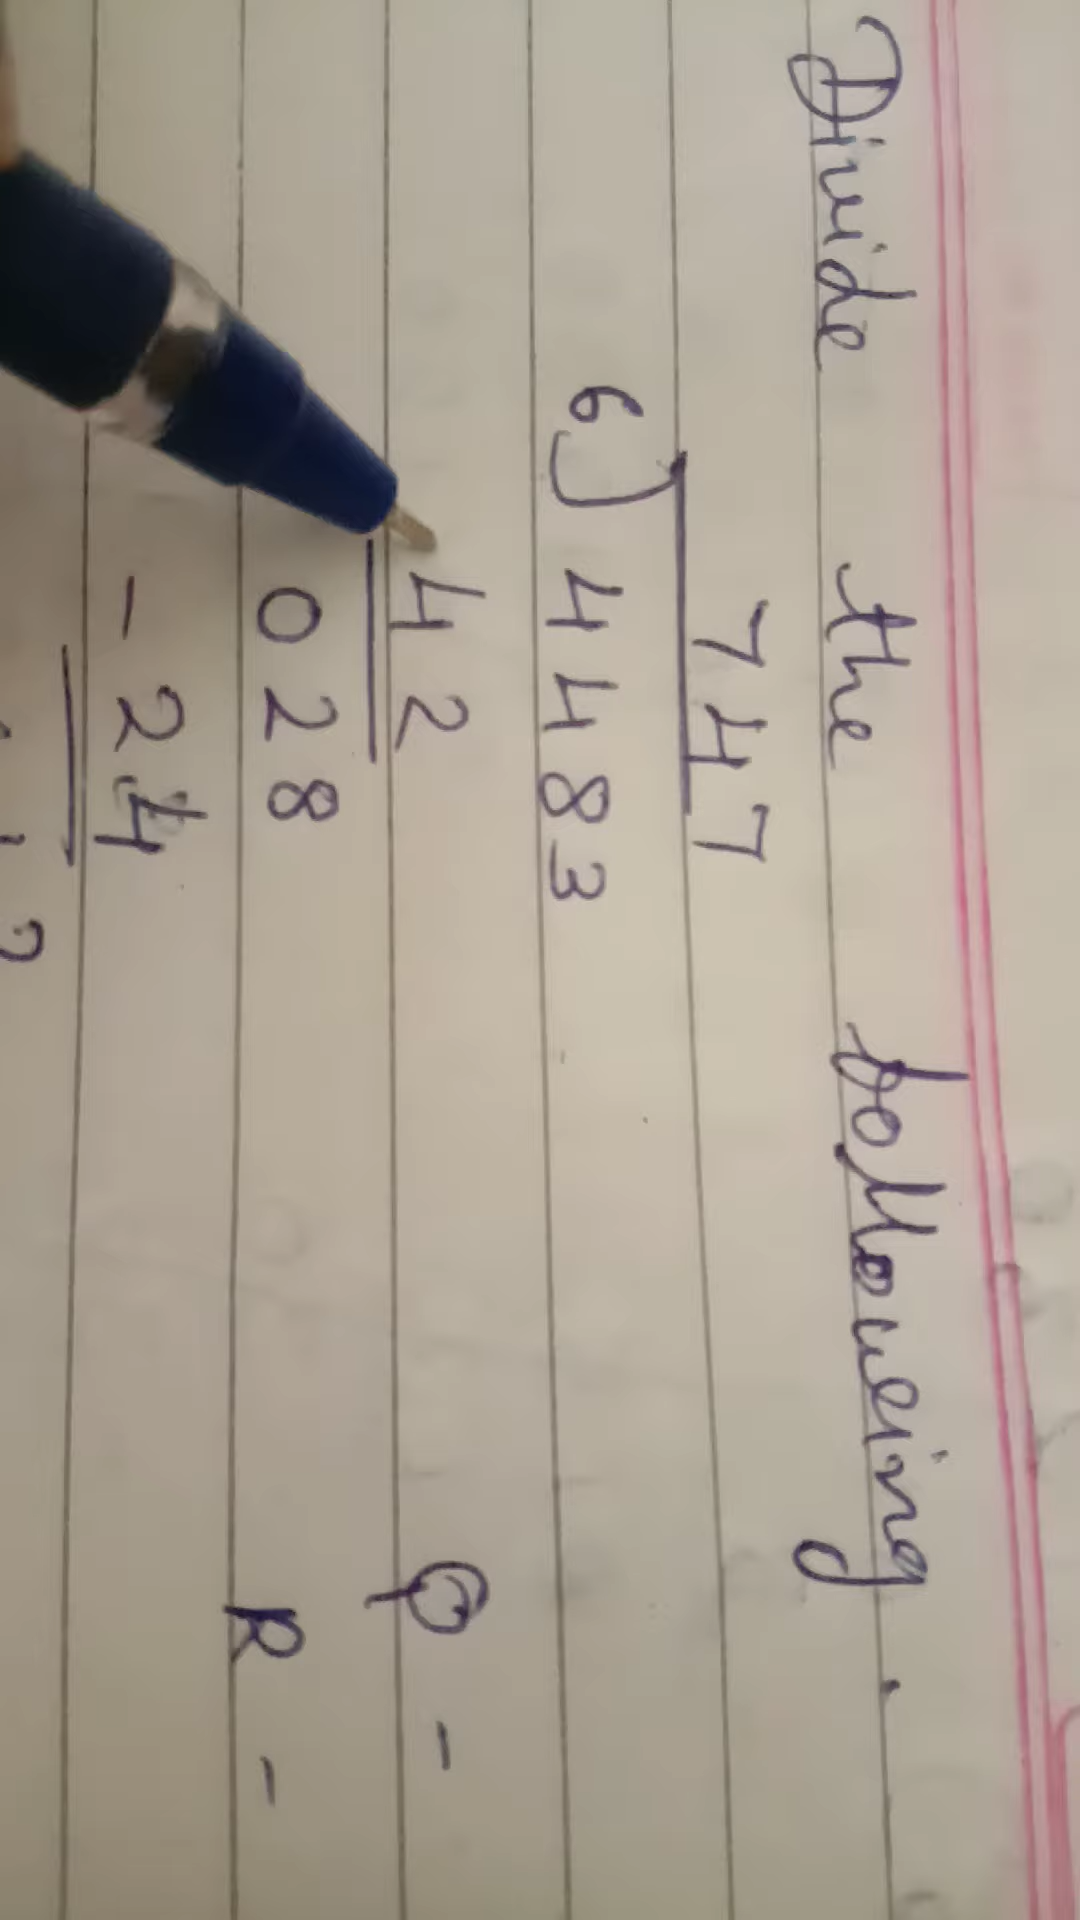 Divide the following.
747
6) 4483
42
028
Q -
R -
- 24